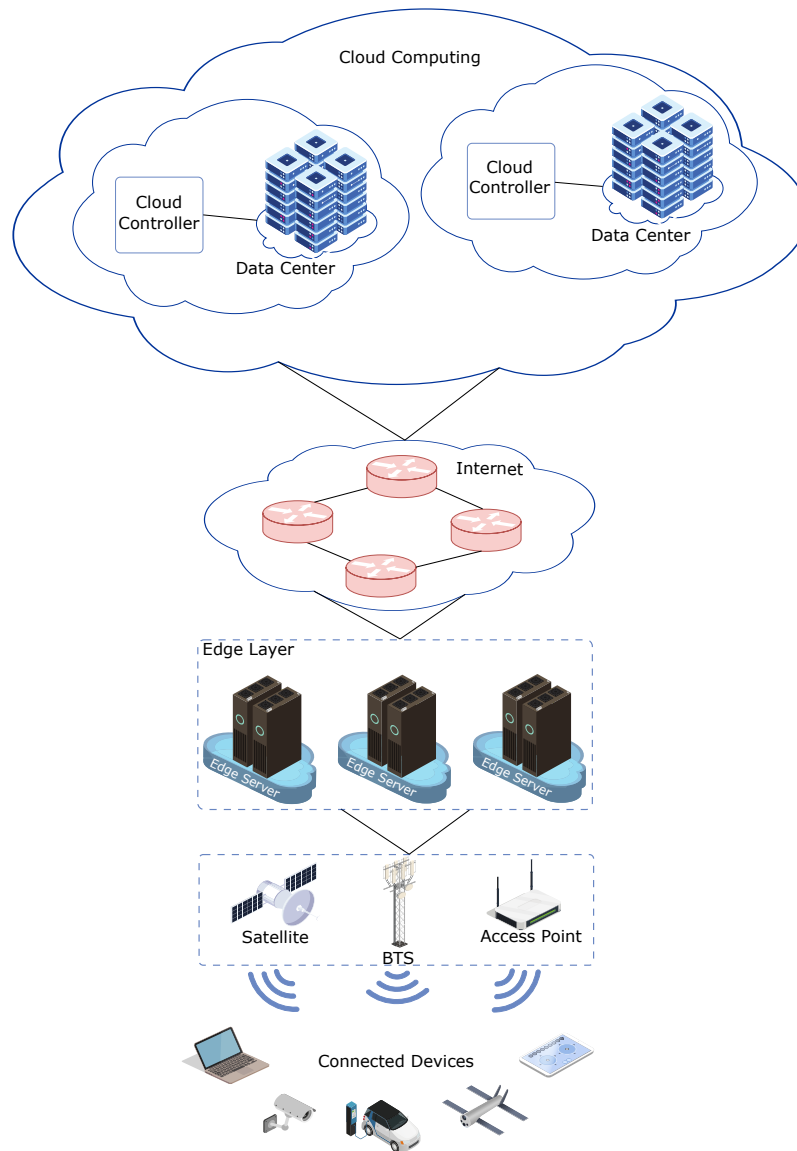 Cloud Computing
Cloud
Controller
Data Center
Cloud
Controller
Data Center
Internet
Edge Layer
Edge Server
Edge Server
Edge Server
Satellite
BTS
Access Point
Connected Devices